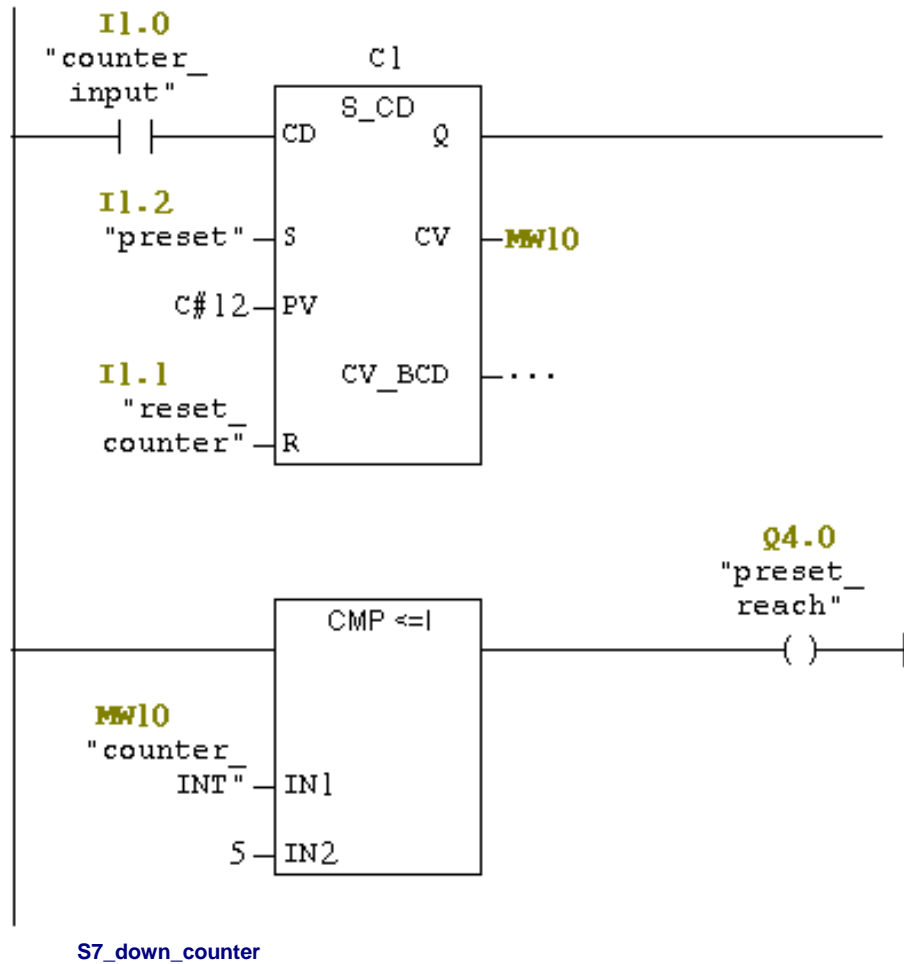 I1.0
"counter_
input"
C1
S_CD
CD
Q
I1.2
"preset"
S
CV
MW10
C#12
PV
I1.1
CV_BCD
...
"reset_
counter"
R
Q4.0
"preset_
reach"
CMP <=I
MW10
"counter_
INT"
IN1
5
IN2
S7_down_counter